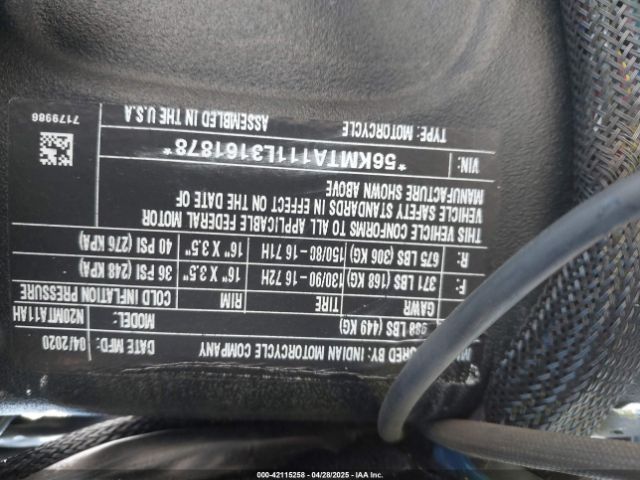 BY: INDIAN MOTORCYCLE COMPANY
DATE MFD: 04/2020
LBS (449 KG)
MODEL: N20MTA11AH
GAWR TIRE RIM COLD INFLATION PRESSURE
F: 371 LBS (168 KG) 130/90 - 16 72H 16" X 3.5" 36 PSI (248 KPA)
R: 675 LBS (306 KG) 150/80 - 16 71H 16" X 3.5" 40 PSI (276 KPA)
THIS VEHICLE CONFORMS TO ALL APPLICABLE FEDERAL MOTOR
VEHICLE SAFETY STANDARDS IN EFFECT ON THE DATE OF
MANUFACTURE SHOWN ABOVE
VIN: *56KMTA111L3161878*
TYPE: MOTORCYCLE ASSEMBLED IN THE U.S.A
7179986
000-42115258 04/28/2025 IAA Inc.